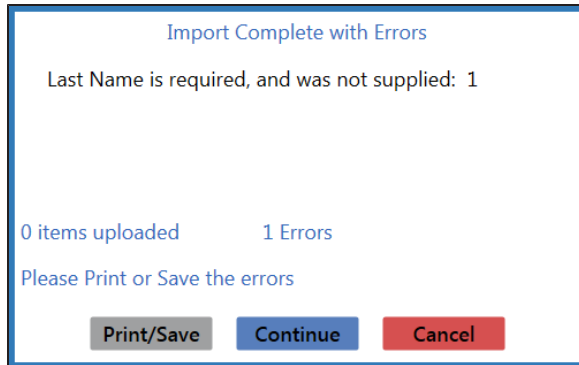 Import Complete with Errors
Last Name is required, and was not supplied: 1
0 items uploaded 1 Errors
Please Print or Save the errors
Print/Save Continue Cancel